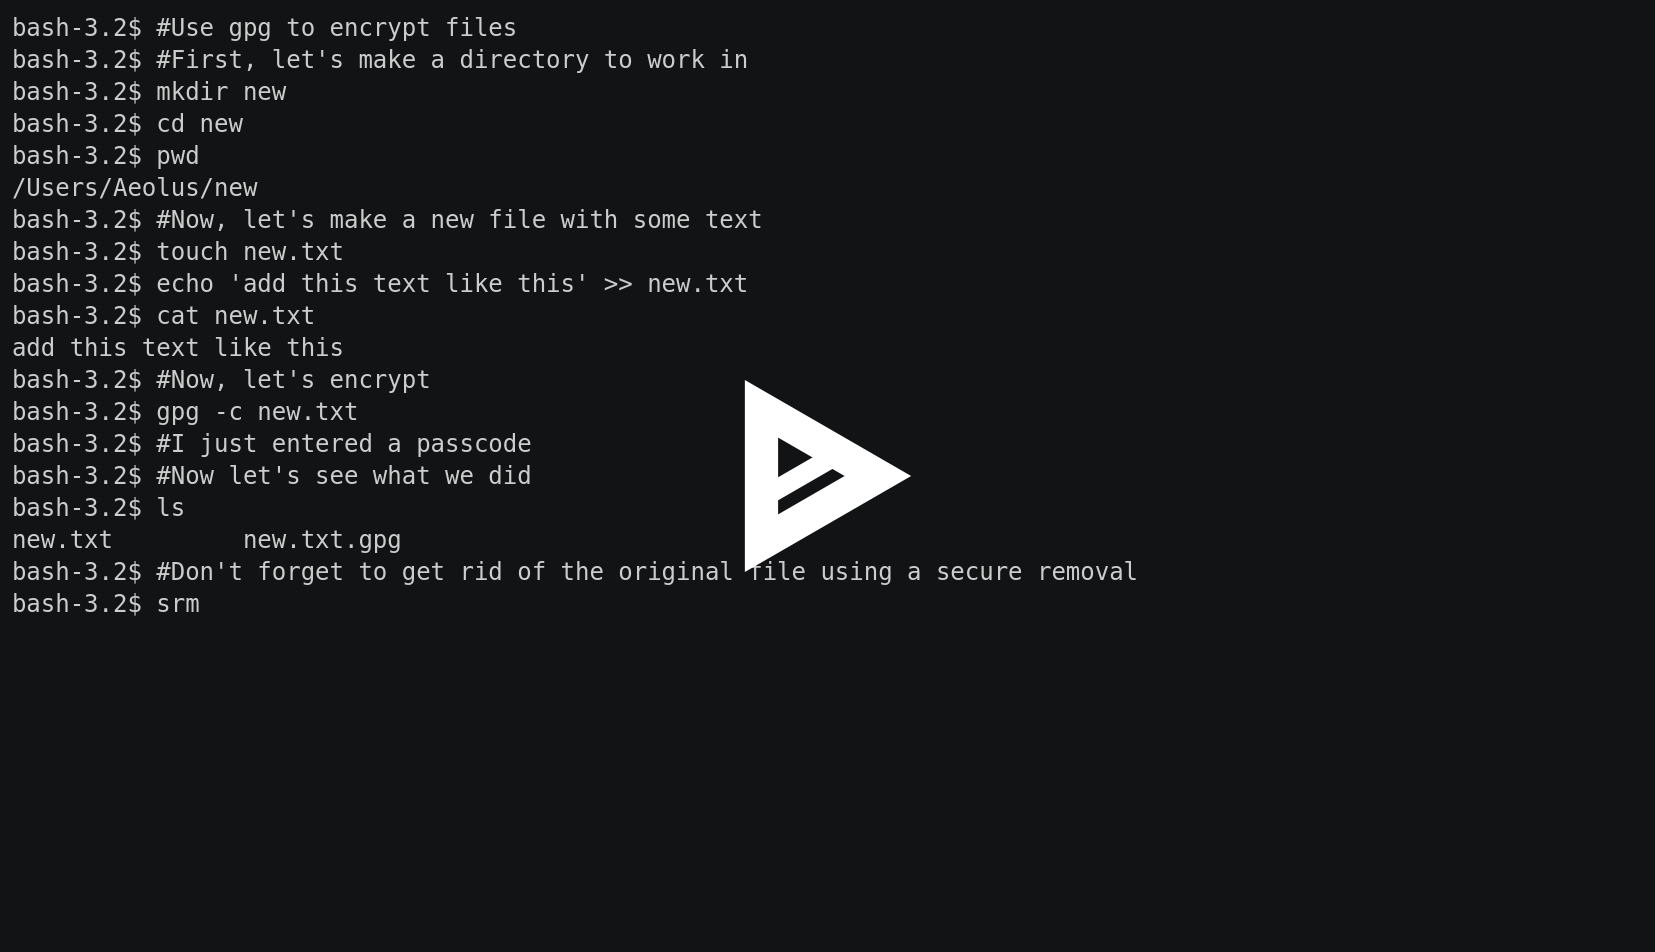 bash-3.2$ #Use gpg to encrypt files
bash-3.2$ #First, let's make a directory to work in
bash-3.2$ mkdir new
bash-3.2$ cd new
bash-3.2$ pwd
/Users/Aeolus/new
bash-3.2$ #Now, let's make a new file with some text
bash-3.2$ touch new.txt
bash-3.2$ echo 'add this text like this' >> new.txt
bash-3.2$ cat new.txt
add this text like this
bash-3.2$ #Now, let's encrypt
bash-3.2$ gpg -c new.txt
bash-3.2$ #I just entered a passcode
bash-3.2$ #Now let's see what we did
bash-3.2$ ls
new.txt         new.txt.gpg
bash-3.2$ #Don't forget to get rid of the original file using a secure removal
bash-3.2$ srm